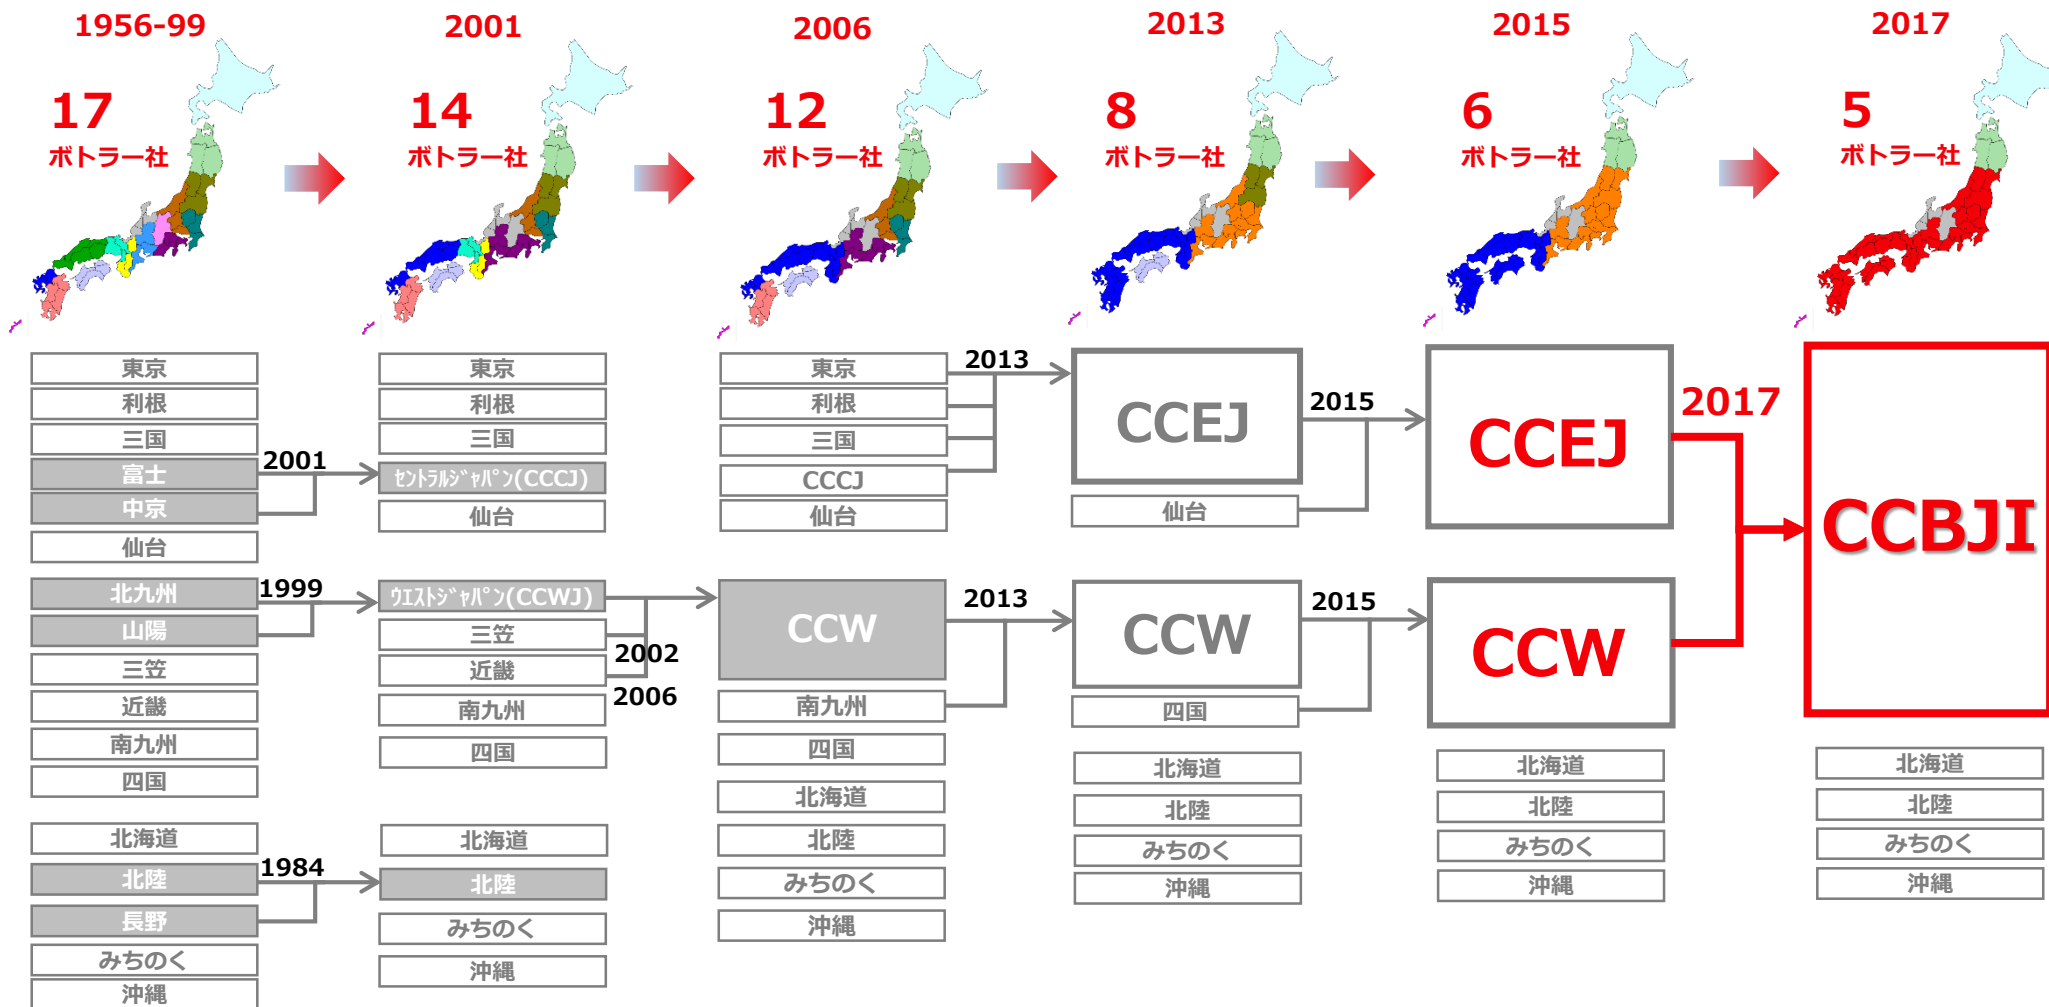 1956-99
17
ボトラー社
2001
14
ボトラー社
2006
12
ボトラー社
2013
8
ボトラー社
2015
6
ボトラー社
2017
5
ボトラー社
東京
利根
三国
富士
中京
仙台
2001
北九州
山陽
三笠
近畿
南九州
四国
1999
北海道
北陸
長野
みちのく
沖縄
1984
東京
利根
三国
セントラルジャパン(CCCJ)
仙台
ウエストジャパン(CCWJ)
三笠
近畿
南九州
四国
2002
2006
北海道
北陸
みちのく
沖縄
東京
利根
三国
CCCJ
仙台
2013
CCW
南九州
四国
2013
北海道
北陸
みちのく
沖縄
CCEJ
仙台
2015
CCW
四国
2015
北海道
北陸
みちのく
沖縄
CCEJ
CCW
2017
北海道
北陸
みちのく
沖縄
CCBJI
北海道
北陸
みちのく
沖縄